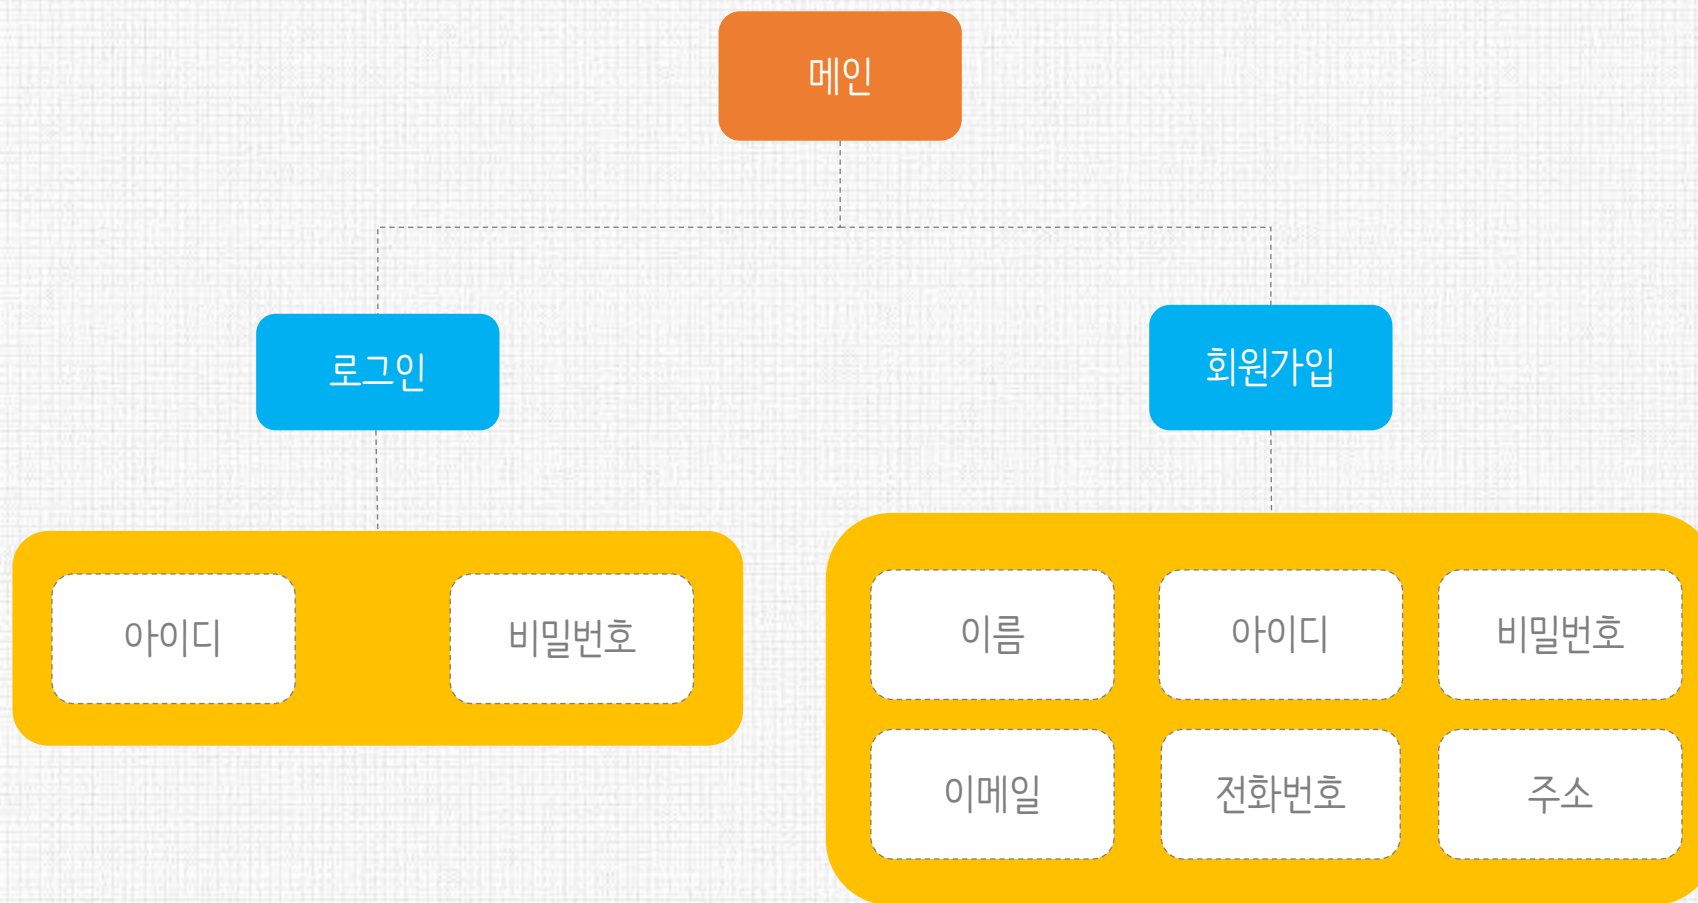 메인
로그인
회원가입
아이디
비밀번호
이름
아이디
비밀번호
이메일
전화번호
주소